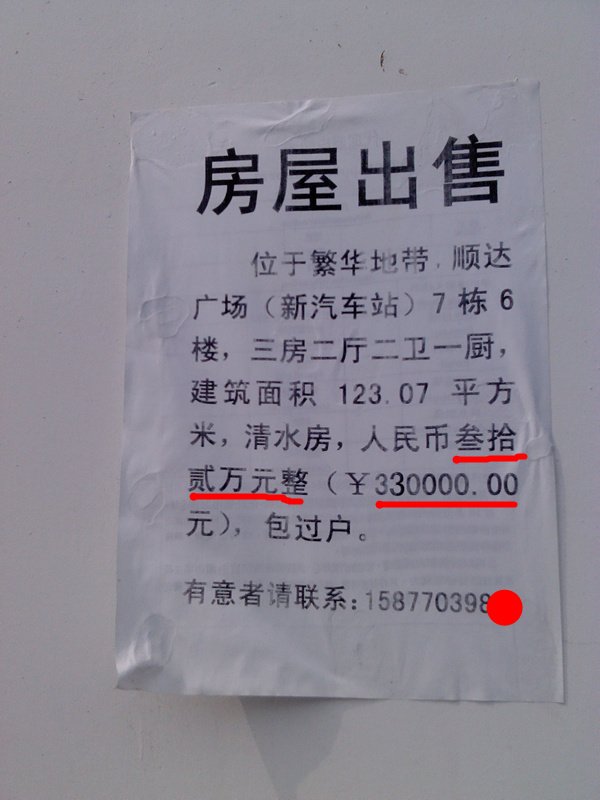 房屋出售
位于繁华地带，顺达
广场（新汽车站）7栋6
楼，三房二厅二卫一厨，
建筑面积 123.07 平方
米，清水房，人民币叁拾
贰万元整（￥330000.00
元），包过户。
有意者请联系：158770398